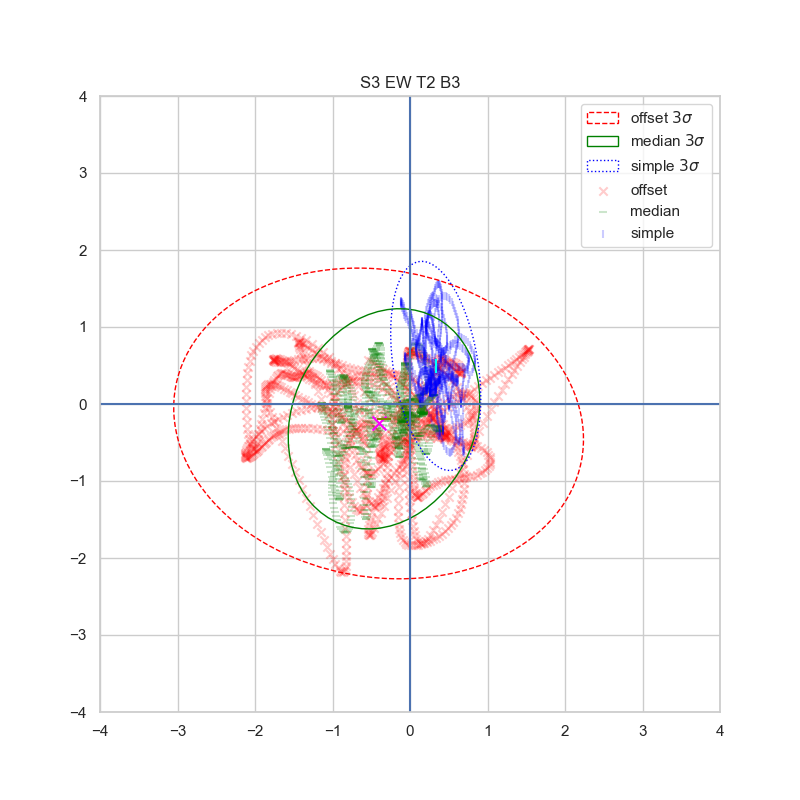 S3 EW T2 B3
offset 3σ
median 3σ
simple 3σ
offset
median
simple
4
3
2
1
0
−1
−2
−3
−4
−4 −3 −2 −1 0 1 2 3 4